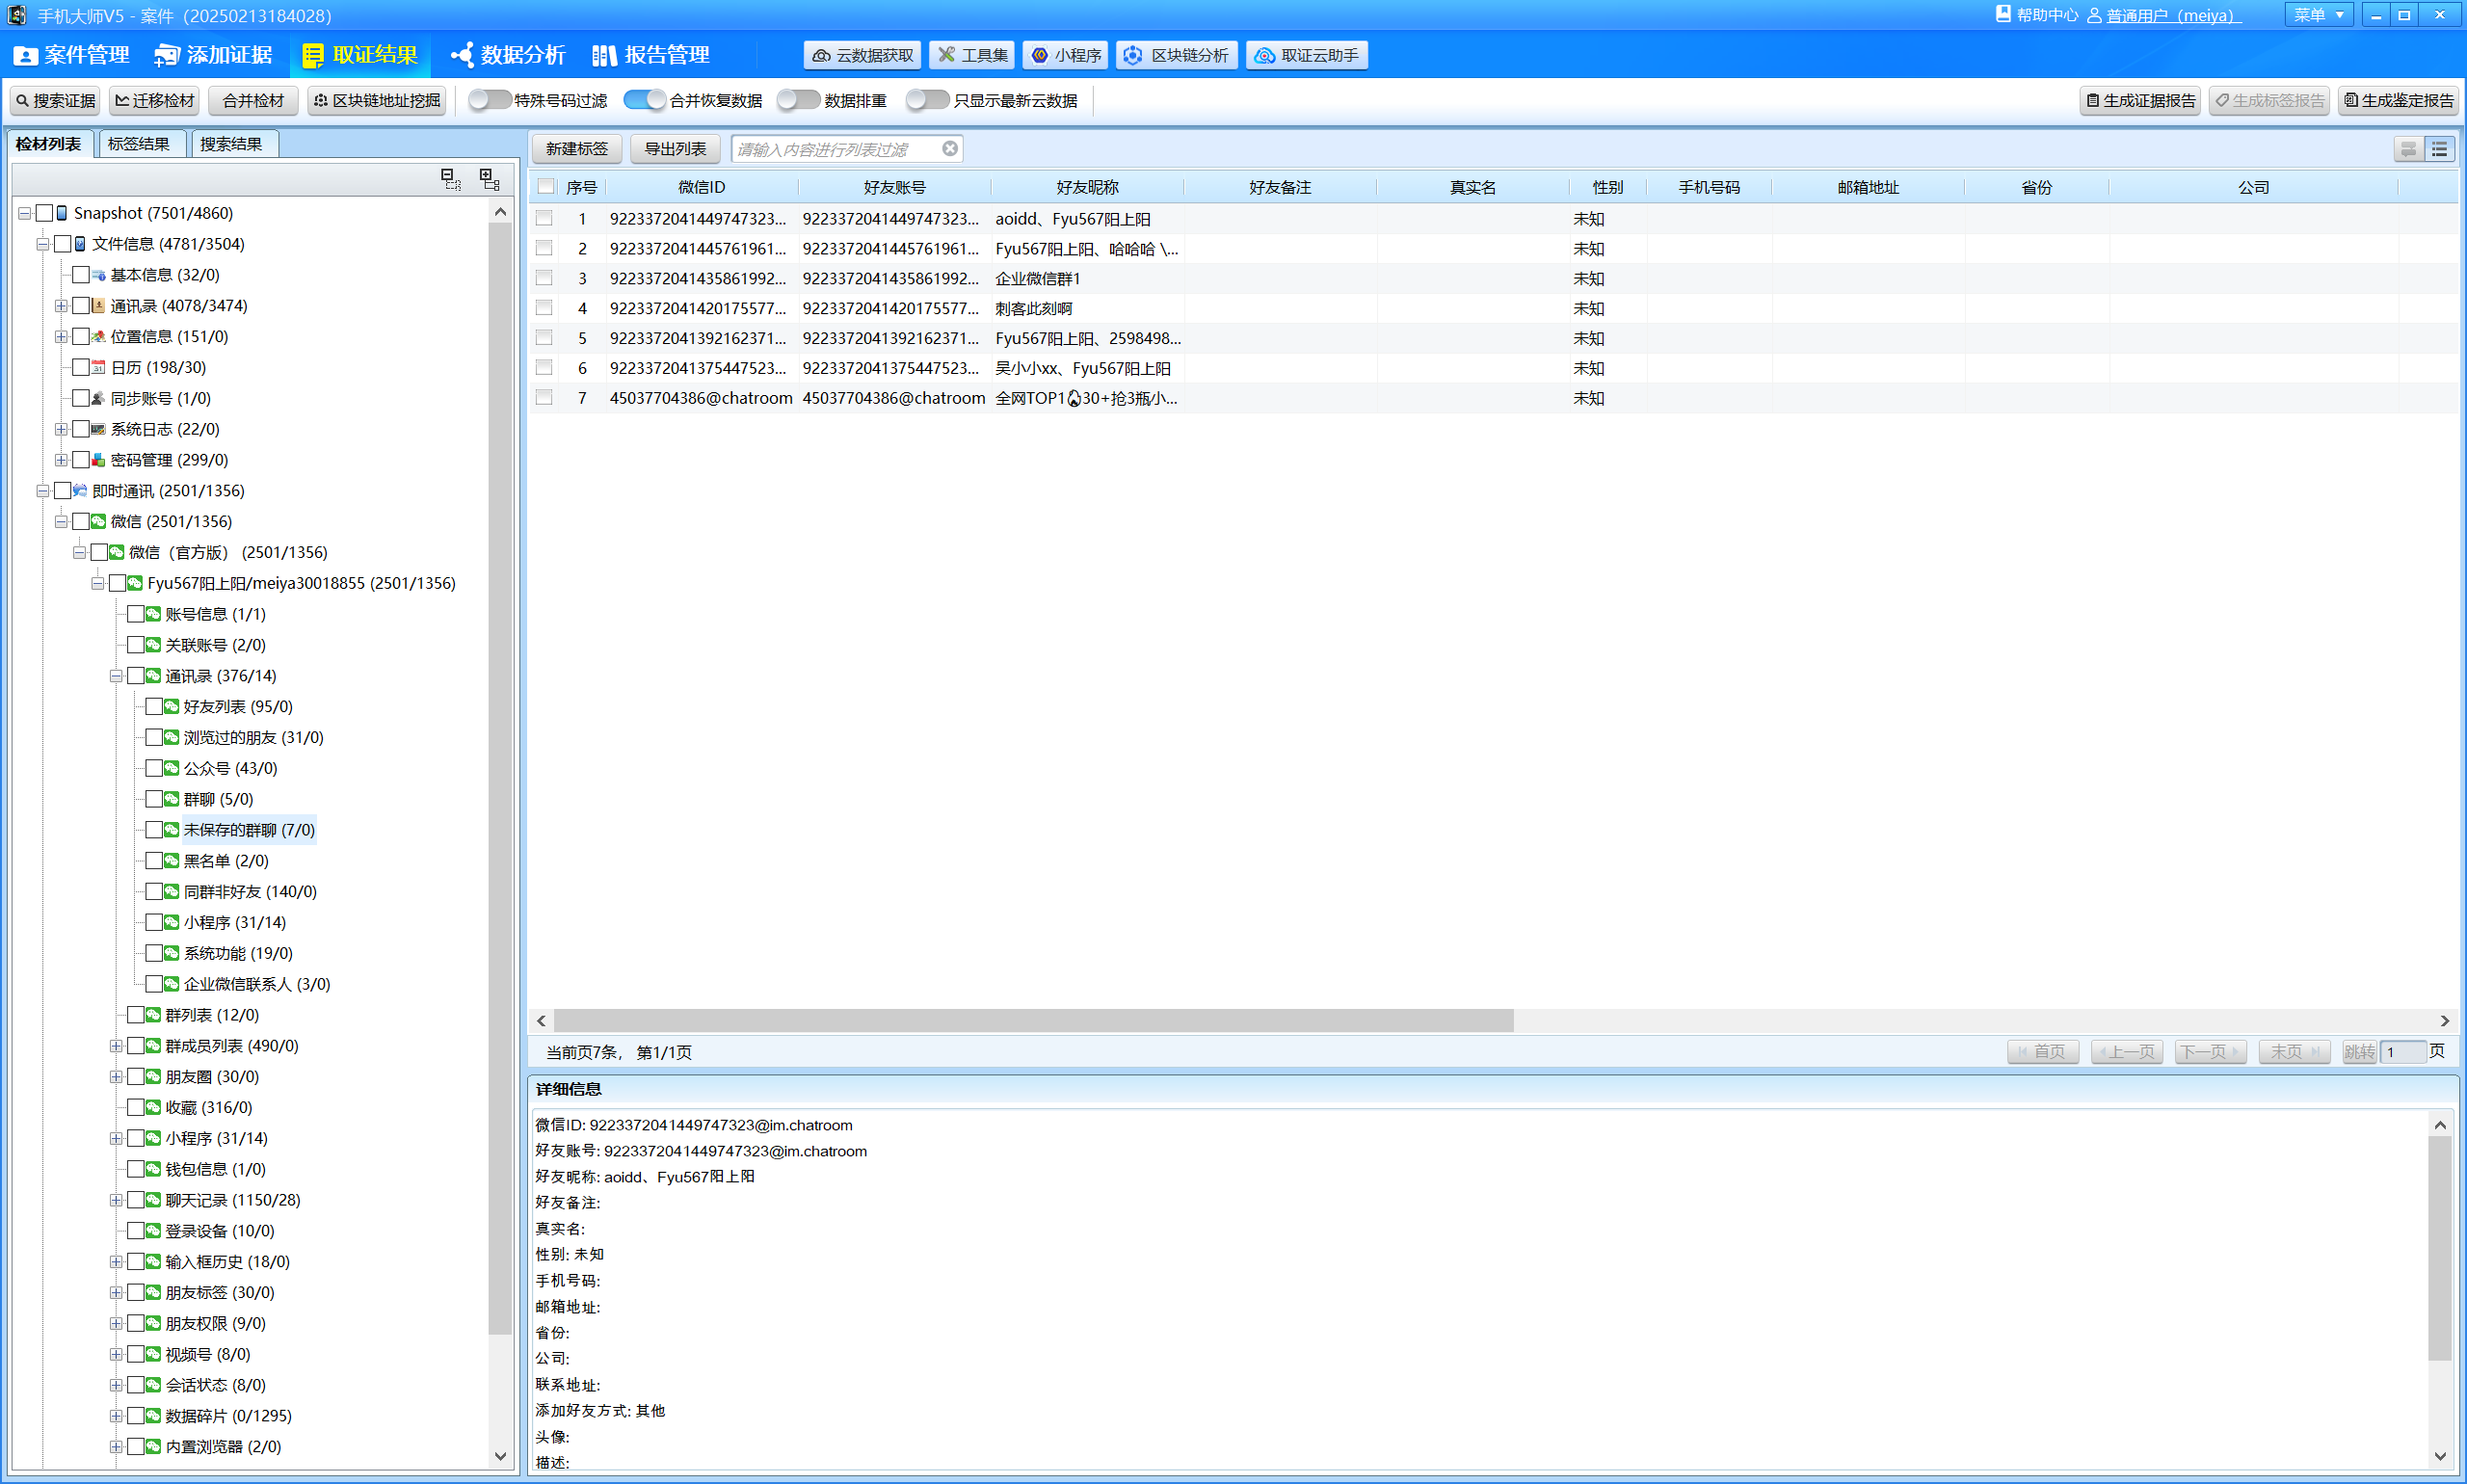 手机大师V5 - 案件（20250213184028）
帮助中心 普通用户（meiya） 菜单
案件管理 添加证据 取证结果 数据分析 报告管理 云数据获取 工具集 小程序 区块链分析 取证云助手
搜索证据 迁移检材 合并检材 区块链地址挖掘 特殊号码过滤 合并恢复数据 数据排重 只显示最新云数据 生成证据报告 生成标签报告 生成鉴定报告
检材列表 标签结果 搜索结果
Snapshot (7501/4860)
文件信息 (4781/3504)
基本信息 (32/0)
通讯录 (4078/3474)
位置信息 (151/0)
日历 (198/30)
同步账号 (1/0)
系统日志 (22/0)
密码管理 (299/0)
即时通讯 (2501/1356)
微信 (2501/1356)
微信（官方版） (2501/1356)
Fyu567阳上阳/meiya30018855 (2501/1356)
账号信息 (1/1)
关联账号 (2/0)
通讯录 (376/14)
好友列表 (95/0)
浏览过的朋友 (31/0)
公众号 (43/0)
群聊 (5/0)
未保存的群聊 (7/0)
黑名单 (2/0)
同群非好友 (140/0)
小程序 (31/14)
系统功能 (19/0)
企业微信联系人 (3/0)
群列表 (12/0)
群成员列表 (490/0)
朋友圈 (30/0)
收藏 (316/0)
小程序 (31/14)
钱包信息 (1/0)
聊天记录 (1150/28)
登录设备 (10/0)
输入框历史 (18/0)
朋友标签 (30/0)
朋友权限 (9/0)
视频号 (8/0)
会话状态 (8/0)
数据碎片 (0/1295)
内置浏览器 (2/0)
新建标签 导出列表 请输入内容进行列表过滤
序号 微信ID 好友账号 好友昵称 好友备注 真实名 性别 手机号码 邮箱地址 省份 公司
1 9223372041449747323... 9223372041449747323... aoidd、Fyu567阳上阳 未知
2 9223372041445761961... 9223372041445761961... Fyu567阳上阳、哈哈哈 \... 未知
3 9223372041435861992... 9223372041435861992... 企业微信群1 未知
4 9223372041420175577... 9223372041420175577... 刺客此刻啊 未知
5 9223372041392162371... 9223372041392162371... Fyu567阳上阳、2598498... 未知
6 9223372041375447523... 9223372041375447523... 吴小小xx、Fyu567阳上阳 未知
7 45037704386@chatroom 45037704386@chatroom 全网TOP1🔥30+抢3瓶小... 未知
当前页7条， 第1/1页 首页 上一页 下一页 末页 跳转 1 页
详细信息
微信ID: 9223372041449747323@im.chatroom
好友账号: 9223372041449747323@im.chatroom
好友昵称: aoidd、Fyu567阳上阳
好友备注:
真实名:
性别: 未知
手机号码:
邮箱地址:
省份:
公司:
联系地址:
添加好友方式: 其他
头像:
描述: